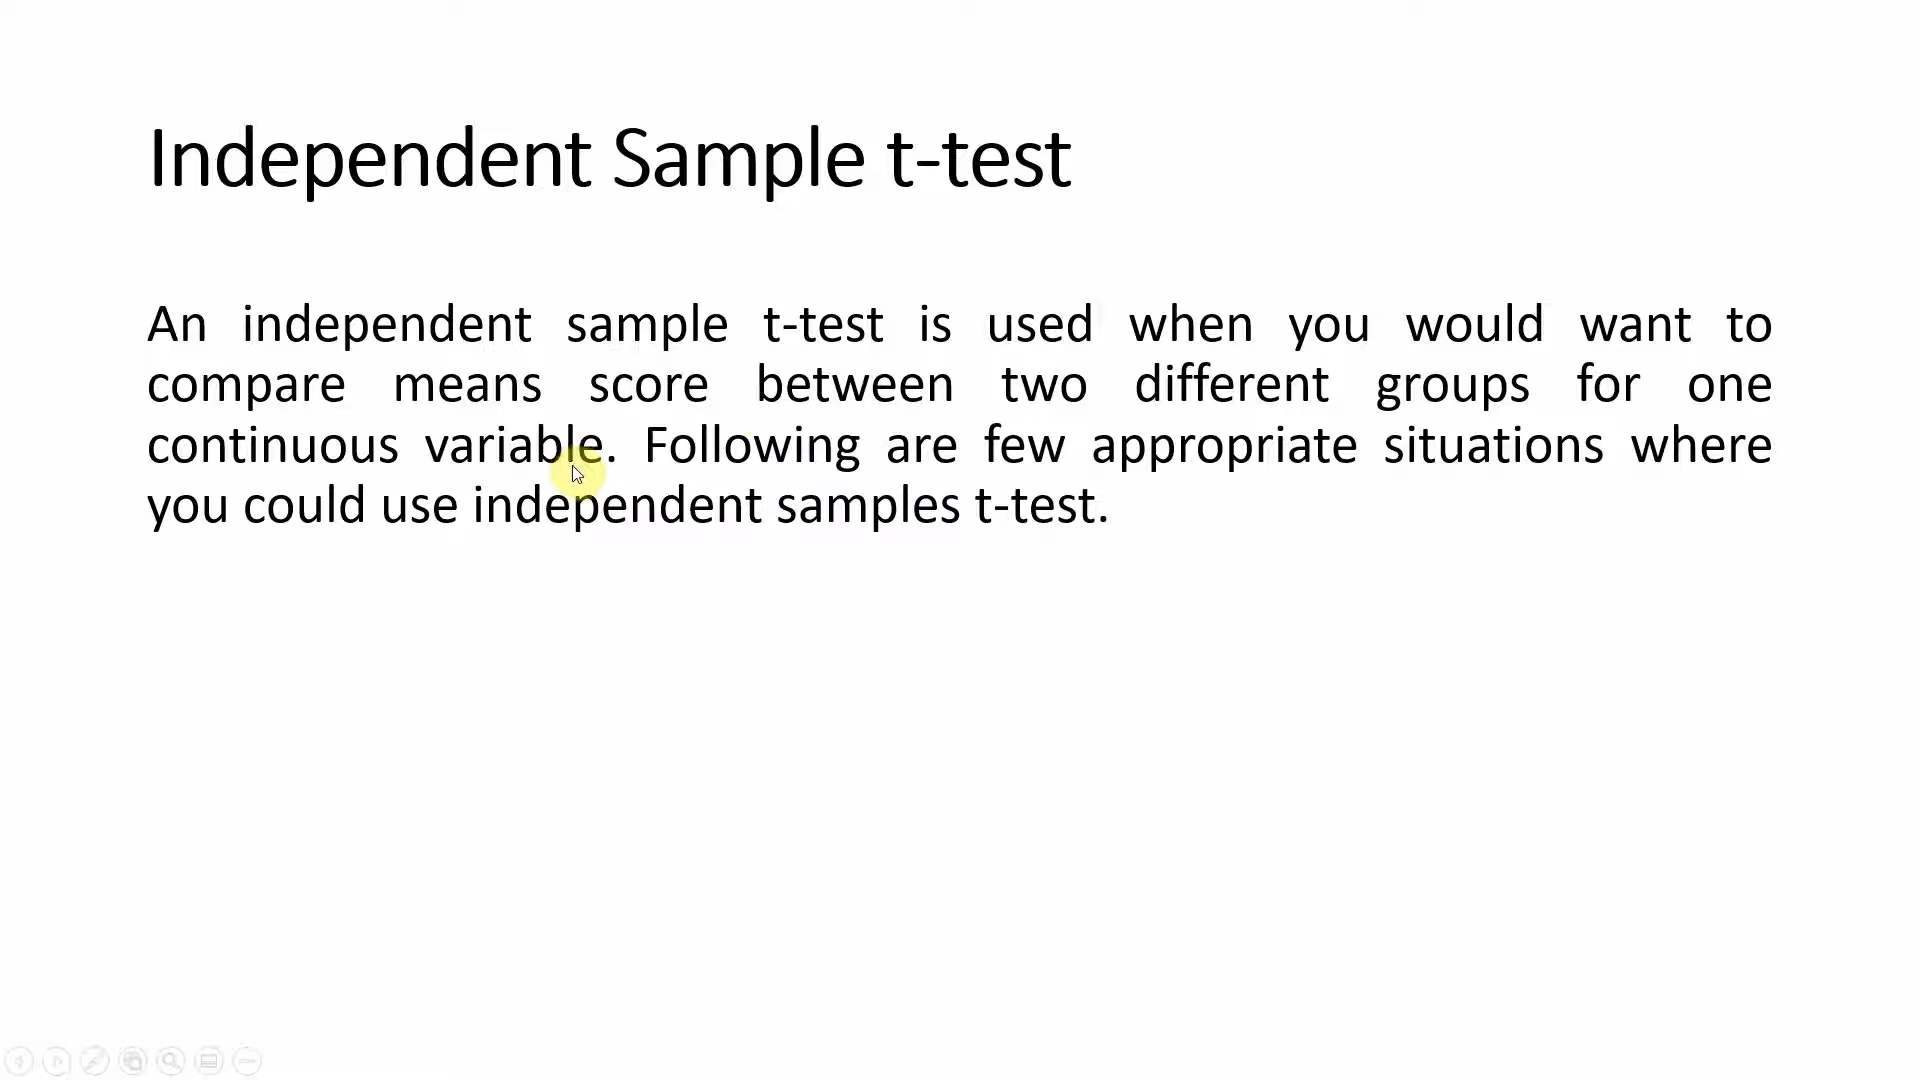 Independent Sample t-test
An independent sample t-test is used when you would want to
compare means score between two different groups for one
continuous variable. Following are few appropriate situations where
you could use independent samples t-test.